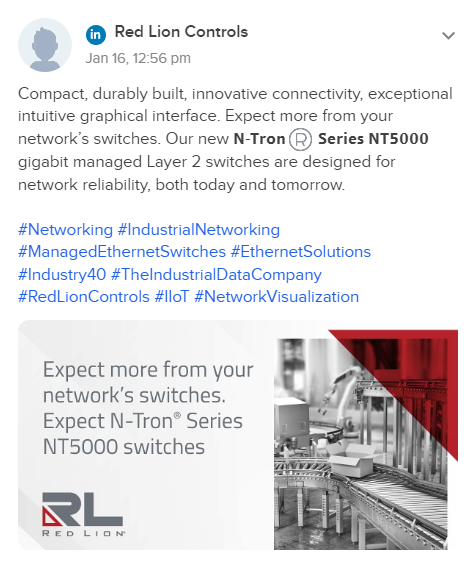 in Red Lion Controls
Jan 16, 12:56 pm
Compact, durably built, innovative connectivity, exceptional
intuitive graphical interface. Expect more from your
network's switches. Our new N-Tron Ⓡ Series NT5000
gigabit managed Layer 2 switches are designed for
network reliability, both today and tomorrow.
#Networking #IndustrialNetworking
#ManagedEthernetSwitches #EthernetSolutions
#Industry40 #TheIndustrialDataCompany
#RedLionControls #IIoT #NetworkVisualization
Expect more from your
network's switches.
Expect N-Tron® Series
NT5000 switches
RL
RED LION